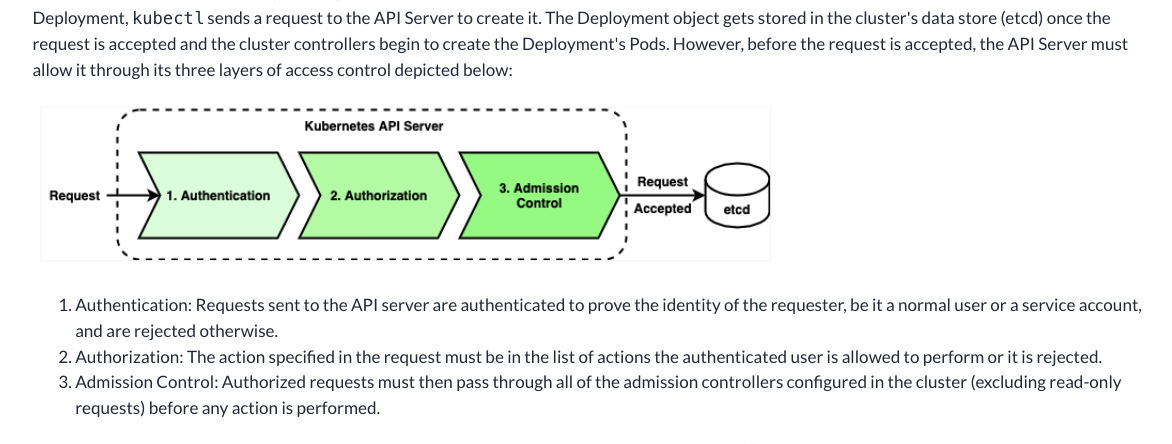 Deployment, kubectl sends a request to the API Server to create it. The Deployment object gets stored in the cluster's data store (etcd) once the
request is accepted and the cluster controllers begin to create the Deployment's Pods. However, before the request is accepted, the API Server must
allow it through its three layers of access control depicted below:
Kubernetes API Server
Request
1. Authentication
2. Authorization
3. Admission
Control
Request
Accepted
etcd
1. Authentication: Requests sent to the API server are authenticated to prove the identity of the requester, be it a normal user or a service account,
and are rejected otherwise.
2. Authorization: The action specified in the request must be in the list of actions the authenticated user is allowed to perform or it is rejected.
3. Admission Control: Authorized requests must then pass through all of the admission controllers configured in the cluster (excluding read-only
requests) before any action is performed.